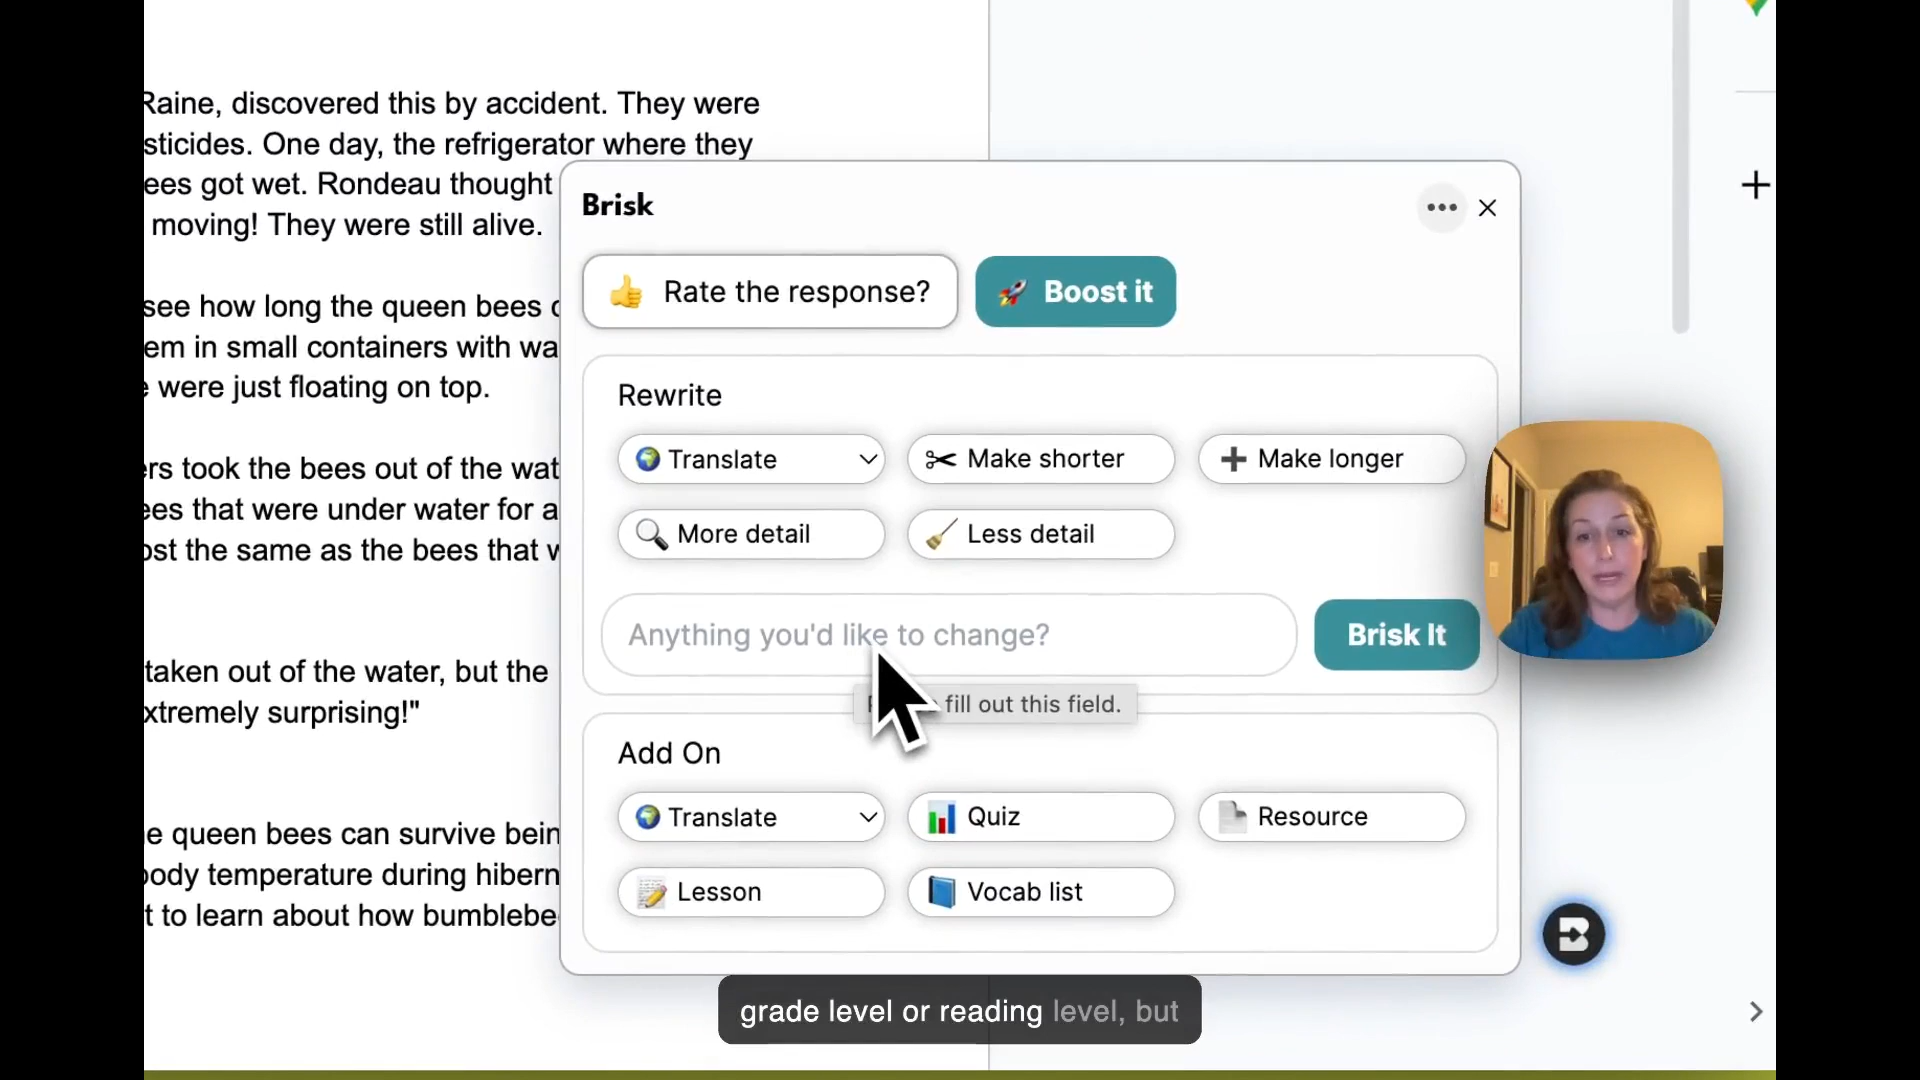 Raine, discovered this by accident. They were
sticides. One day, the refrigerator where they
ees got wet. Rondeau thought
moving! They were still alive.
see how long the queen bees
em in small containers with wa
were just floating on top.
ers took the bees out of the wat
ees that were under water for a
ost the same as the bees that w
taken out of the water, but the
xtremely surprising!"
he queen bees can survive bein
body temperature during hibern
t to learn about how bumblebe
Brisk
Rate the response?
Boost it
Rewrite
Translate
Make shorter
Make longer
More detail
Less detail
Anything you'd like to change?
Brisk It
fill out this field.
Add On
Translate
Quiz
Resource
Lesson
Vocab list
grade level or reading level, but